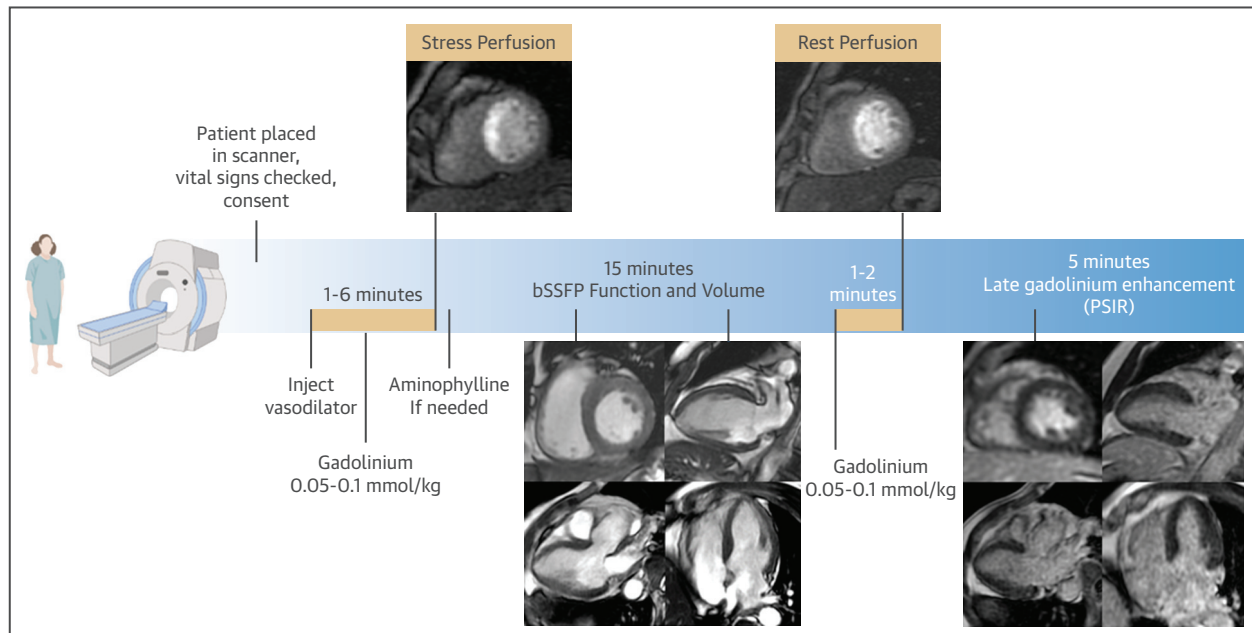 Stress Perfusion
Rest Perfusion
Patient placed
in scanner,
vital signs checked,
consent
1-6 minutes
15 minutes
bSSFP Function and Volume
1-2
minutes
5 minutes
Late gadolinium enhancement
(PSIR)
Inject
vasodilator
Aminophylline
If needed
Gadolinium
0.05-0.1 mmol/kg
Gadolinium
0.05-0.1 mmol/kg